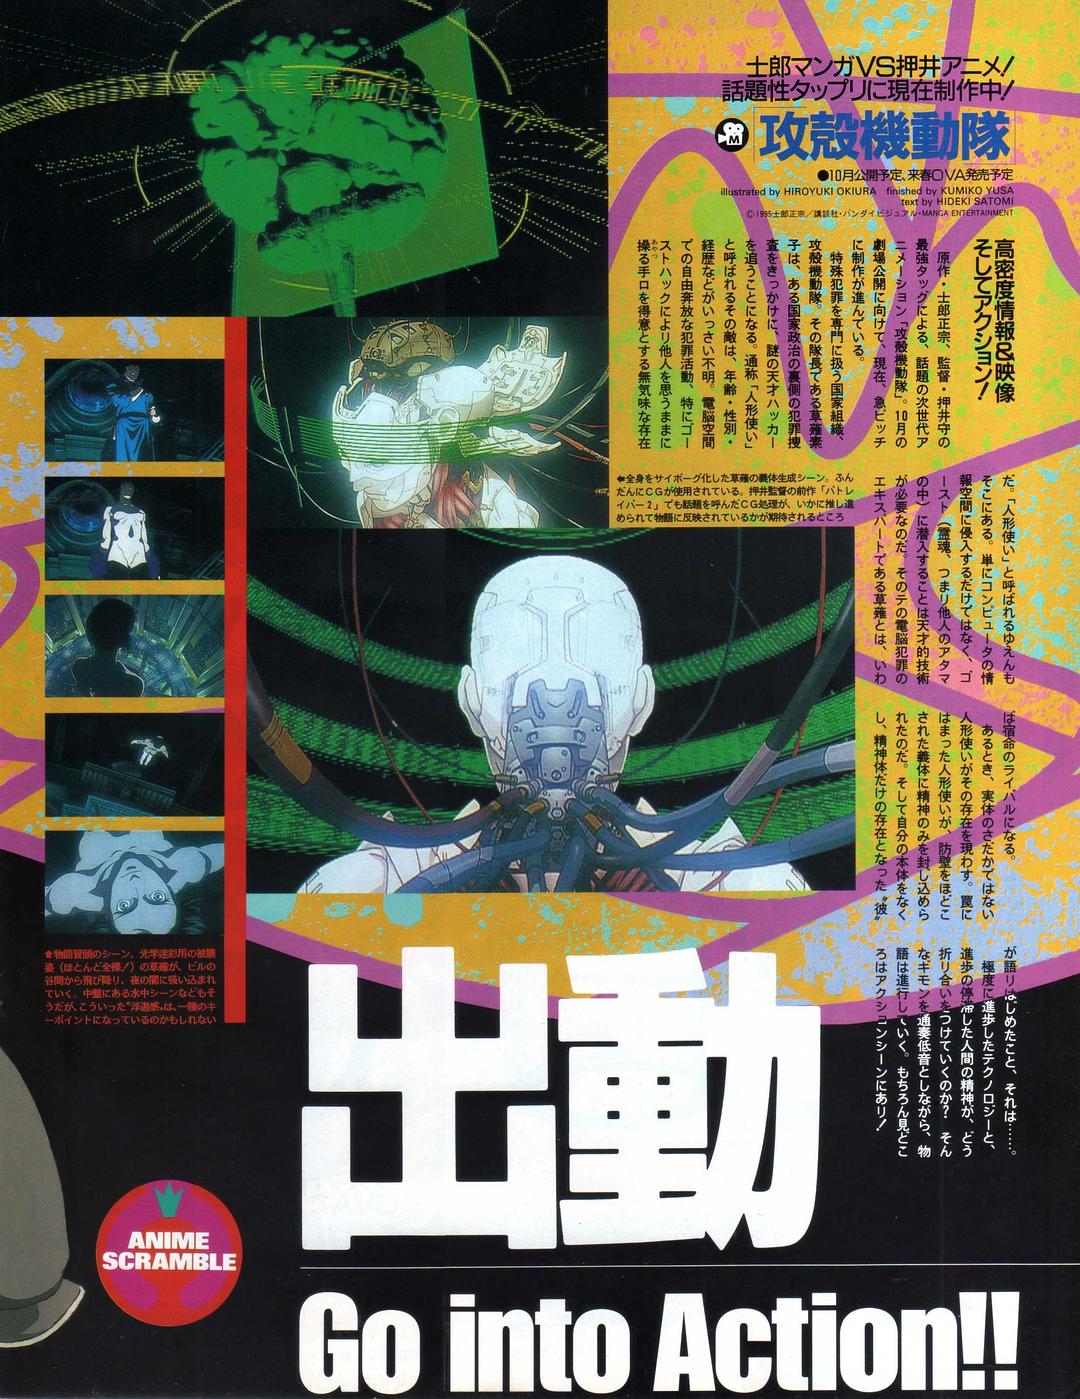 士郎マンガVS押井アニメ!
話題性タップリに現在制作中!
M
攻殻機動隊
●10月公開予定、来春OVA発売予定
illustrated by HIROYUKI OKIURA finished by KUMIKO YUSA
text by HIDEKI SATOMI
©1995士郎正宗/講談社・バンダイビジュアル・MANGA ENTERTAINMENT
高密度情報&映像
そしてアクション!
原作・士郎正宗、監督・押井守の
最強タッグによる、話題の次世代ア
ニメーション「攻殻機動隊」。10月の
劇場公開に向けて、現在、急ピッチ
に制作が進んでいる。
特殊犯罪を専門に扱う国家組織、
攻殻機動隊。その隊長である草薙素
子は、ある国家政治の裏側の犯罪捜
査をきっかけに、謎の天才ハッカー
を追うことになる。通称「人形使い」
と呼ばれるその敵は、年齢・性別・
経歴などがいっさい不明。電脳空間
での自由奔放な犯罪活動、特にゴー
ストハックにより他人を思うままに
操る手口を得意とする無気味な存在
あやつ
だ。「人形使い」と呼ばれるゆえんも
そこにある。単にコンピュータの情
報空間に侵入するだけではなく、ゴ
ースト(霊魂、つまり他人のアタマ
の中)に潜入することは天才的技術
が必要なのだ。そのテの電脳犯罪の
エキスパートである草薙とは、いわ
ば宿命のライバルになる。
あるとき、実体のさだかではない
人形使いがその存在を現わす。罠に
はまった人形使いが、防壁をほどこ
された義体に精神のみを封じ込めら
れたのだ。そして自分の本体をなく
し、精神体だけの存在となった〝彼〟
が語りはじめたこと、それは……。
極度に進歩したテクノロジーと、
進歩の停滞した人間の精神が、どう
折り合いをつけていくのか? そん
なギモンを通奏低音としながら、物
語は進行していく。もちろん見どこ
ろはアクションシーンにあり!
←全身をサイボーグ化した草薙の義体生成シーン。ふん
だんにCGが使用されている。押井監督の前作「パトレ
イバー2」でも話題を呼んだCG処理が、いかに推し進
められて物語に反映されているかが期待されるところ
↑物語冒頭のシーン。光学迷彩用の被膜
姿(ほとんど全裸!)の草薙が、ビルの
谷間から飛び降り、夜の闇に吸い込まれ
ていく。中盤にある水中シーンなどもそ
うだが、こういった〝浮遊感〟は、一種のキ
ーポイントになっているのかもしれない
出動
ANIME
SCRAMBLE
Go into Action!!